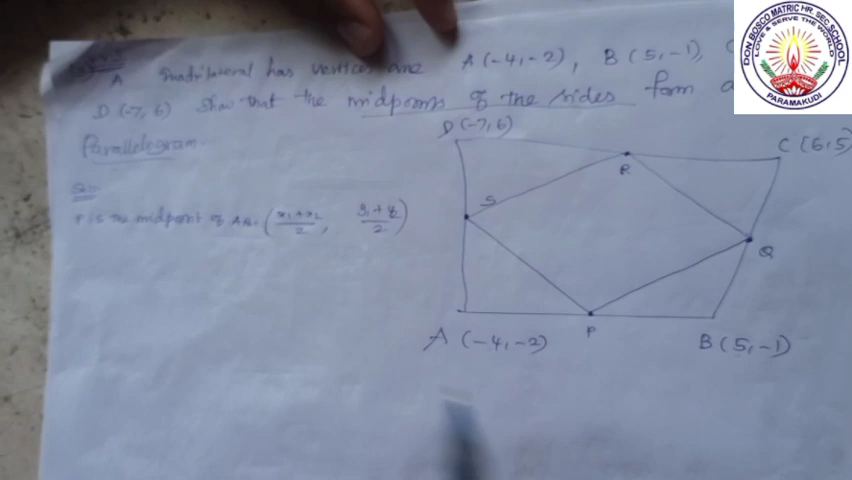 A quadrilateral has vertices are A(-4,-2), B(5,-1),
D(-7,6) Show that the midpoints of the sides form a
Parallelogram.
Soln
P is the midpoint of AB = (x₁+x₂/2, y₁+y₂/2)
D(-7,6)
C(6,5)
R
S
Q
P
A(-4,-2)
B(5,-1)
DON BOSCO MATRIC HR. SEC. SCHOOL
LOVE & SERVE THE WORLD
PARAMAKUDI